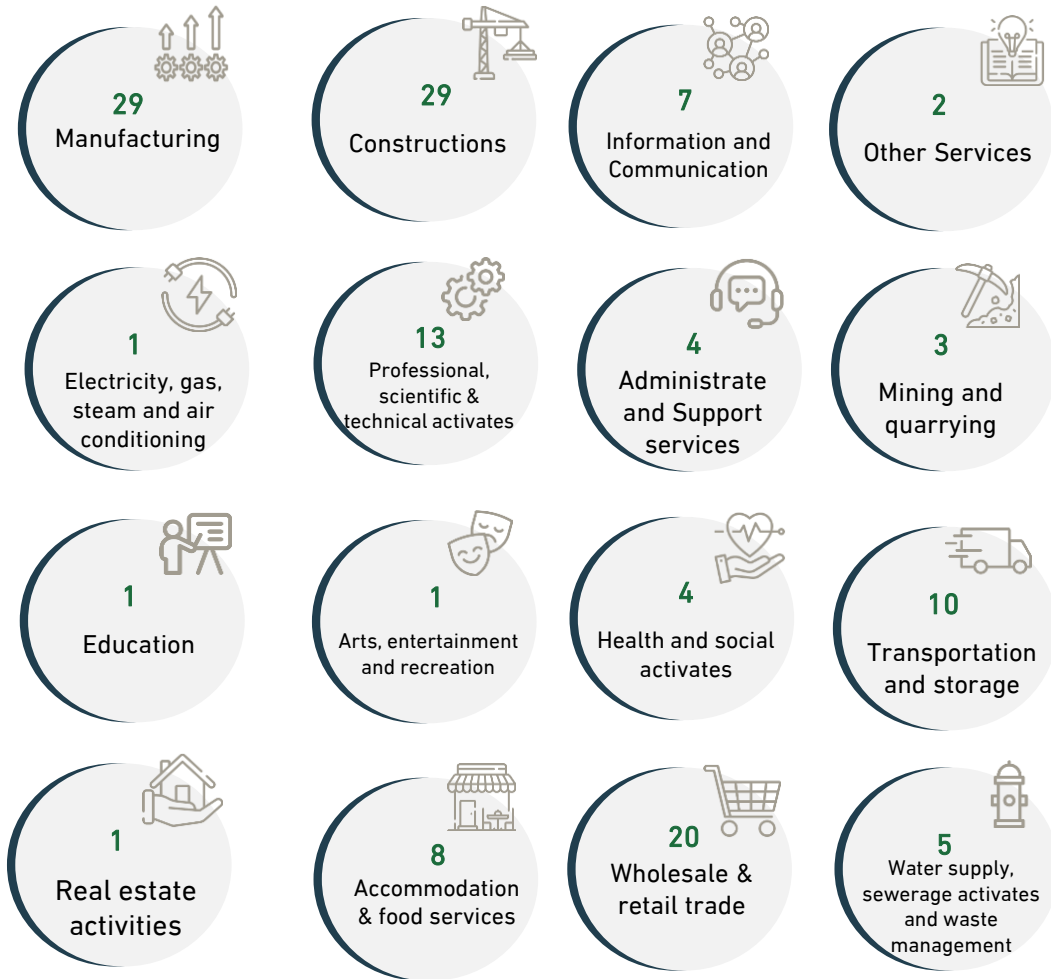 29
Manufacturing
29
Constructions
7
Information and
Communication
2
Other Services
1
Electricity, gas,
steam and air
conditioning
13
Professional,
scientific &
technical activates
4
Administrate
and Support
services
3
Mining and
quarrying
1
Education
1
Arts, entertainment
and recreation
4
Health and social
activates
10
Transportation
and storage
1
Real estate
activities
8
Accommodation
& food services
20
Wholesale &
retail trade
5
Water supply,
sewerage activates
and waste
management